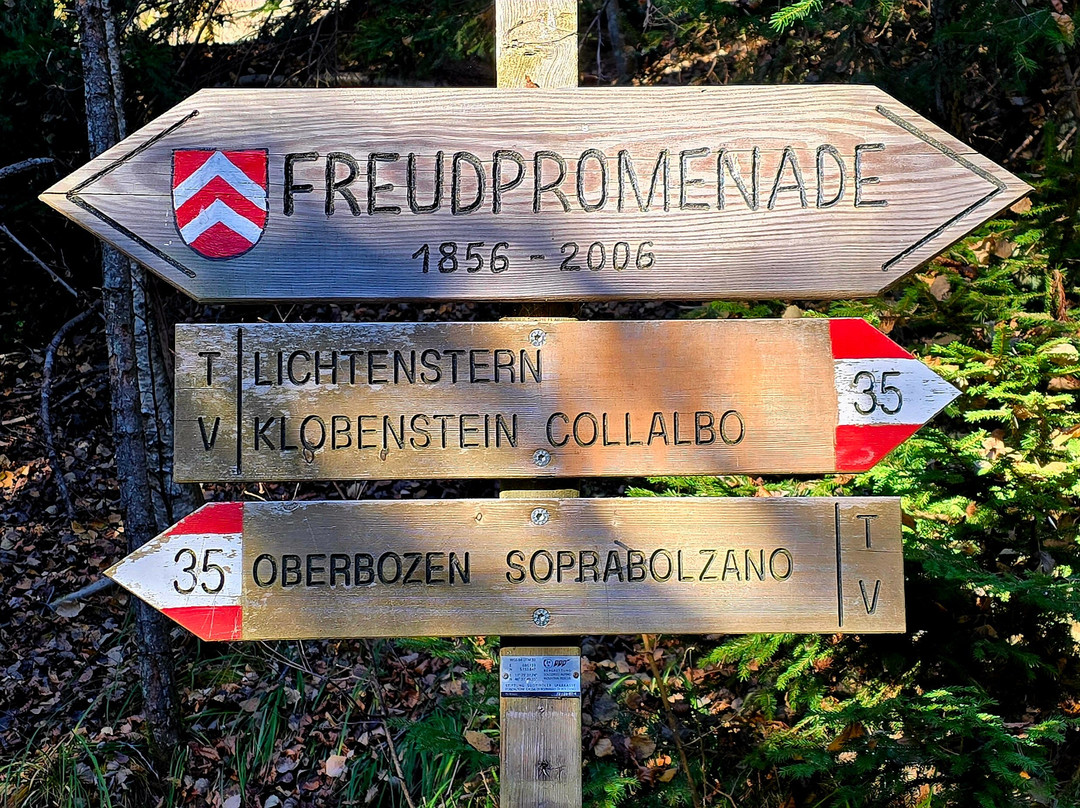 FREUDPROMENADE
1856 - 2006
T LICHTENSTERN
V KLOBENSTEIN COLLALBO
35
35
OBERBOZEN SOPRABOLZANO
T
V